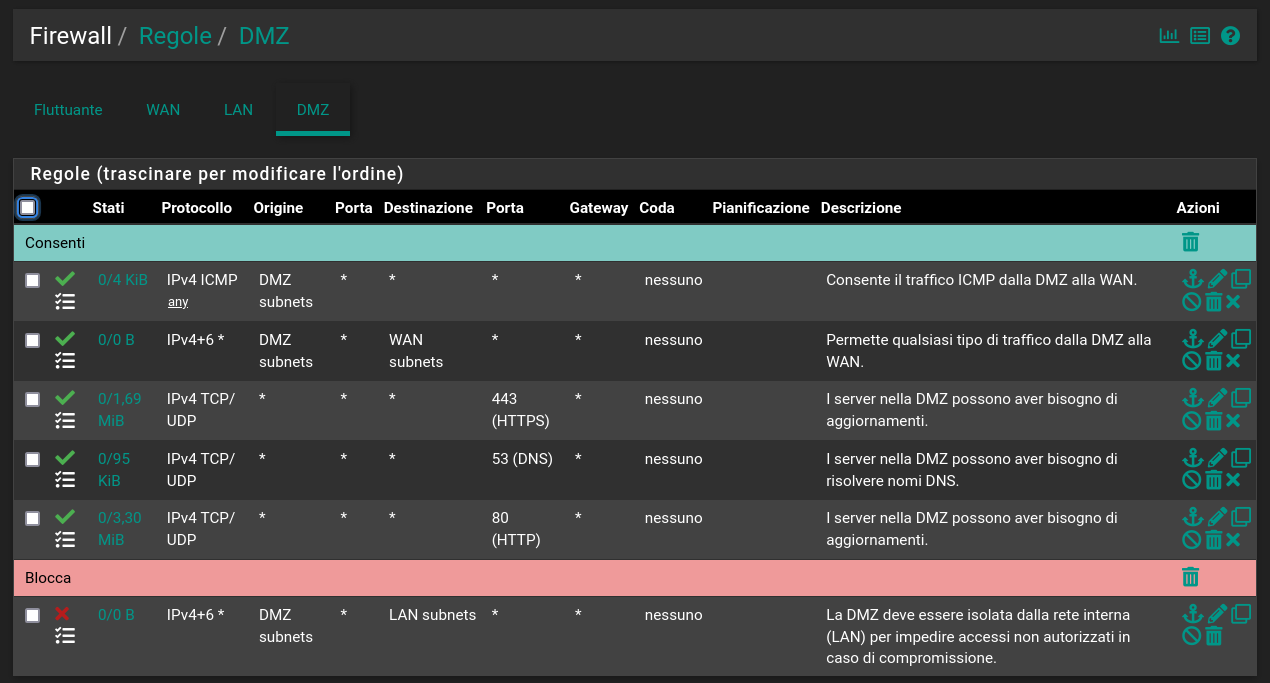 Firewall / Regole / DMZ
Fluttuante WAN LAN DMZ
Regole (trascinare per modificare l'ordine)
Stati Protocollo Origine Porta Destinazione Porta Gateway Coda Pianificazione Descrizione Azioni
Consenti
0/4 KiB IPv4 ICMP DMZ * * * * nessuno Consente il traffico ICMP dalla DMZ alla WAN.
any subnets
0/0 B IPv4+6 * DMZ * WAN * * nessuno Permette qualsiasi tipo di traffico dalla DMZ alla
subnets subnets WAN.
0/1,69 IPv4 TCP/ * * * 443 * nessuno I server nella DMZ possono aver bisogno di
MiB UDP (HTTPS) aggiornamenti.
0/95 IPv4 TCP/ * * * 53 (DNS) * nessuno I server nella DMZ possono aver bisogno di
KiB UDP risolvere nomi DNS.
0/3,30 IPv4 TCP/ * * * 80 * nessuno I server nella DMZ possono aver bisogno di
MiB UDP (HTTP) aggiornamenti.
Blocca
0/0 B IPv4+6 * DMZ * LAN subnets * * nessuno La DMZ deve essere isolata dalla rete interna
subnets (LAN) per impedire accessi non autorizzati in
caso di compromissione.